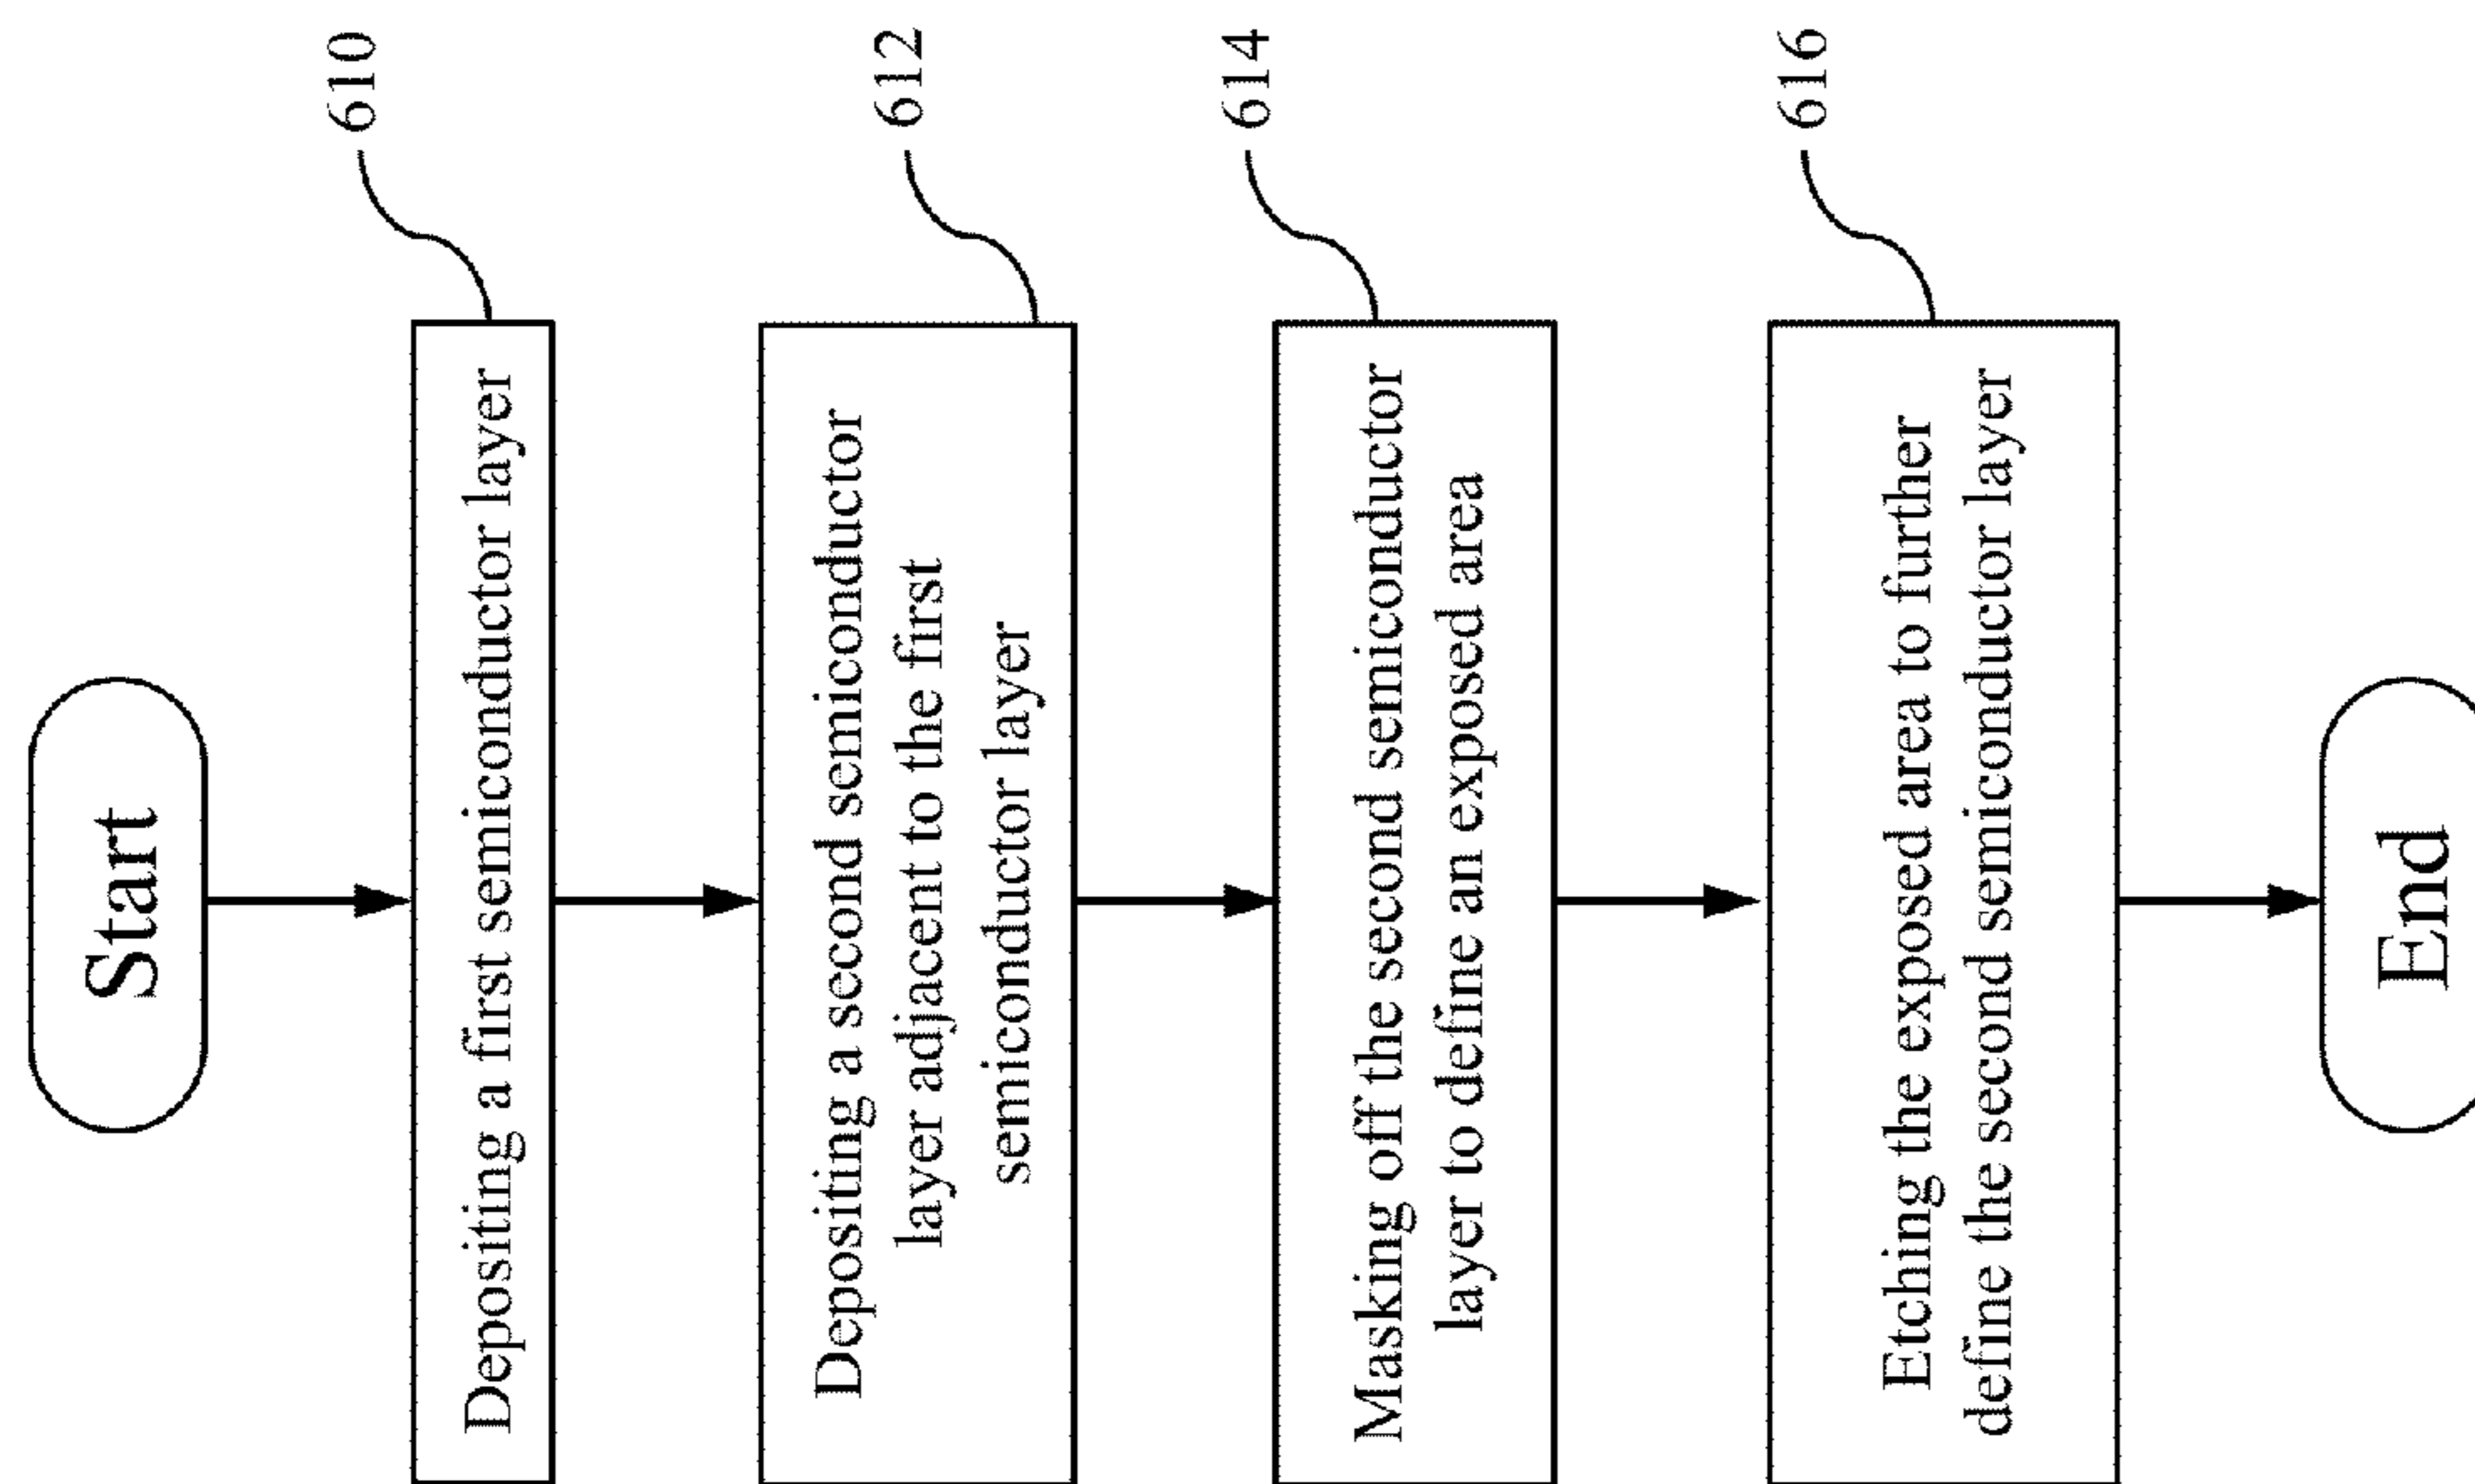 Start
610
Depositing a first semiconductor layer
612
Depositing a second semiconductor
layer adjacent to the first
semiconductor layer
614
Masking off the second semiconductor
layer to define an exposed area
616
Etching the exposed area to further
define the second semiconductor layer
End